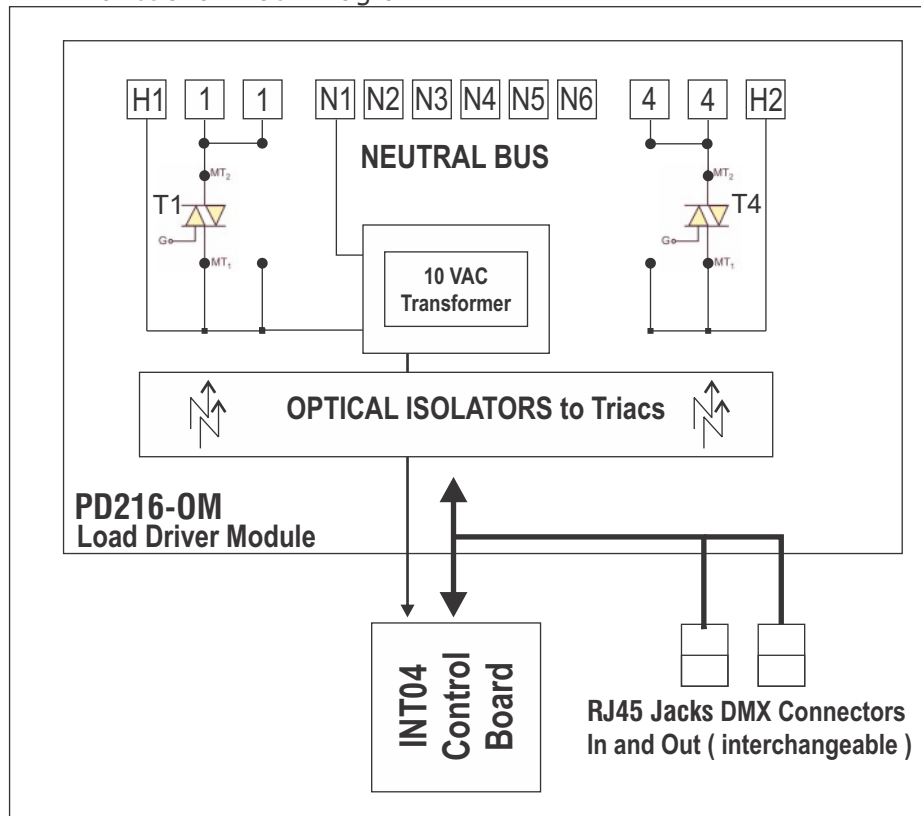 H1 1 1 N1 N2 N3 N4 N5 N6 4 4 H2
NEUTRAL BUS
MT2 MT2
T1 T4
G G
MT1 MT1
10 VAC
Transformer
OPTICAL ISOLATORS to Triacs
PD216-OM
Load Driver Module
INT04
Control
Board
RJ45 Jacks DMX Connectors
In and Out ( interchangeable )